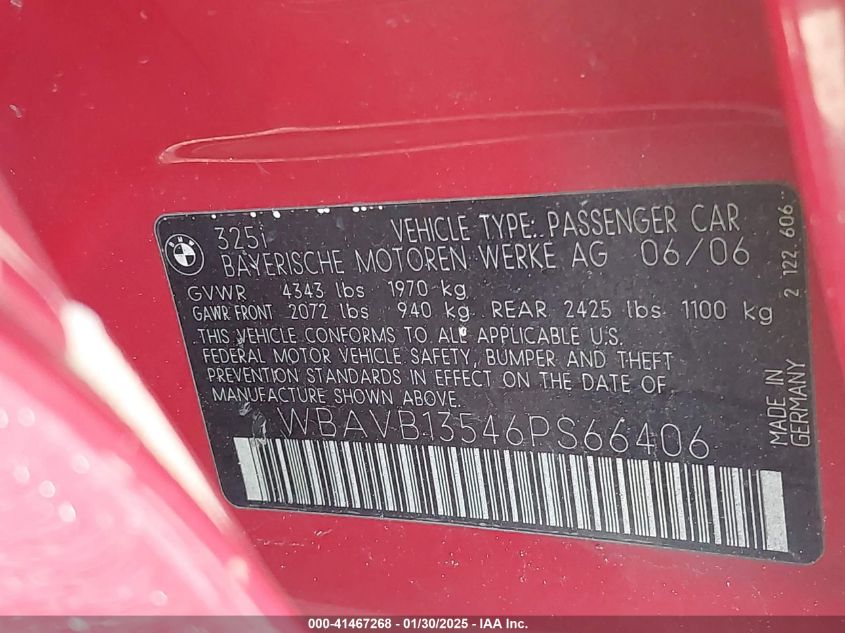 BMW
325i VEHICLE TYPE: PASSENGER CAR
BAYERISCHE MOTOREN WERKE AG 06/06
GVWR 4343 lbs 1970 kg
GAWR FRONT 2072 lbs 940 kg REAR 2425 lbs 1100 kg
THIS VEHICLE CONFORMS TO ALL APPLICABLE U.S.
FEDERAL MOTOR VEHICLE SAFETY, BUMPER AND THEFT
PREVENTION STANDARDS IN EFFECT ON THE DATE OF
MANUFACTURE SHOWN ABOVE.
WBAVB13546PS66406
2 122 606
MADE IN
GERMANY
000-41467268 - 01/30/2025 - IAA Inc.